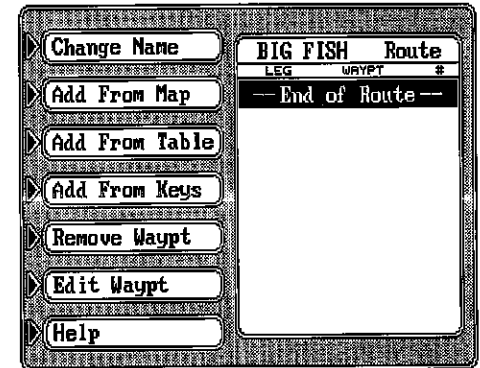 Change Name
Add From Map
Add From Table
Add From Keys
Remove Waypt
Edit Waypt
Help
BIG FISH Route
LEG WAYPT #
--End of Route--